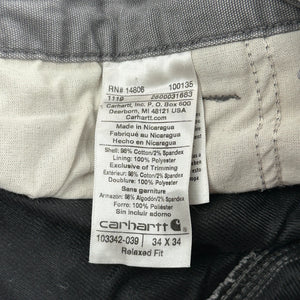 RN# 14806 100135
1119 0800031683
Carhartt, Inc. P.O. Box 600
Dearborn, MI 48121 USA
Carhartt.com
Made in Nicaragua
Fabriqué au Nicaragua
Hecho en Nicaragua
Shell: 98% Cotton/2% Spandex
Lining: 100% Polyester
Exclusive of Trimming
Extérieur: 98% Coton/2% Spandex
Doublure: 100% Polyester
Sans garniture
Armazón: 98% Algodón/2% Spandex
Forro: 100% Polyester
Sin incluir adorno
carhartt
103342-039 34 X 34
Relaxed Fit